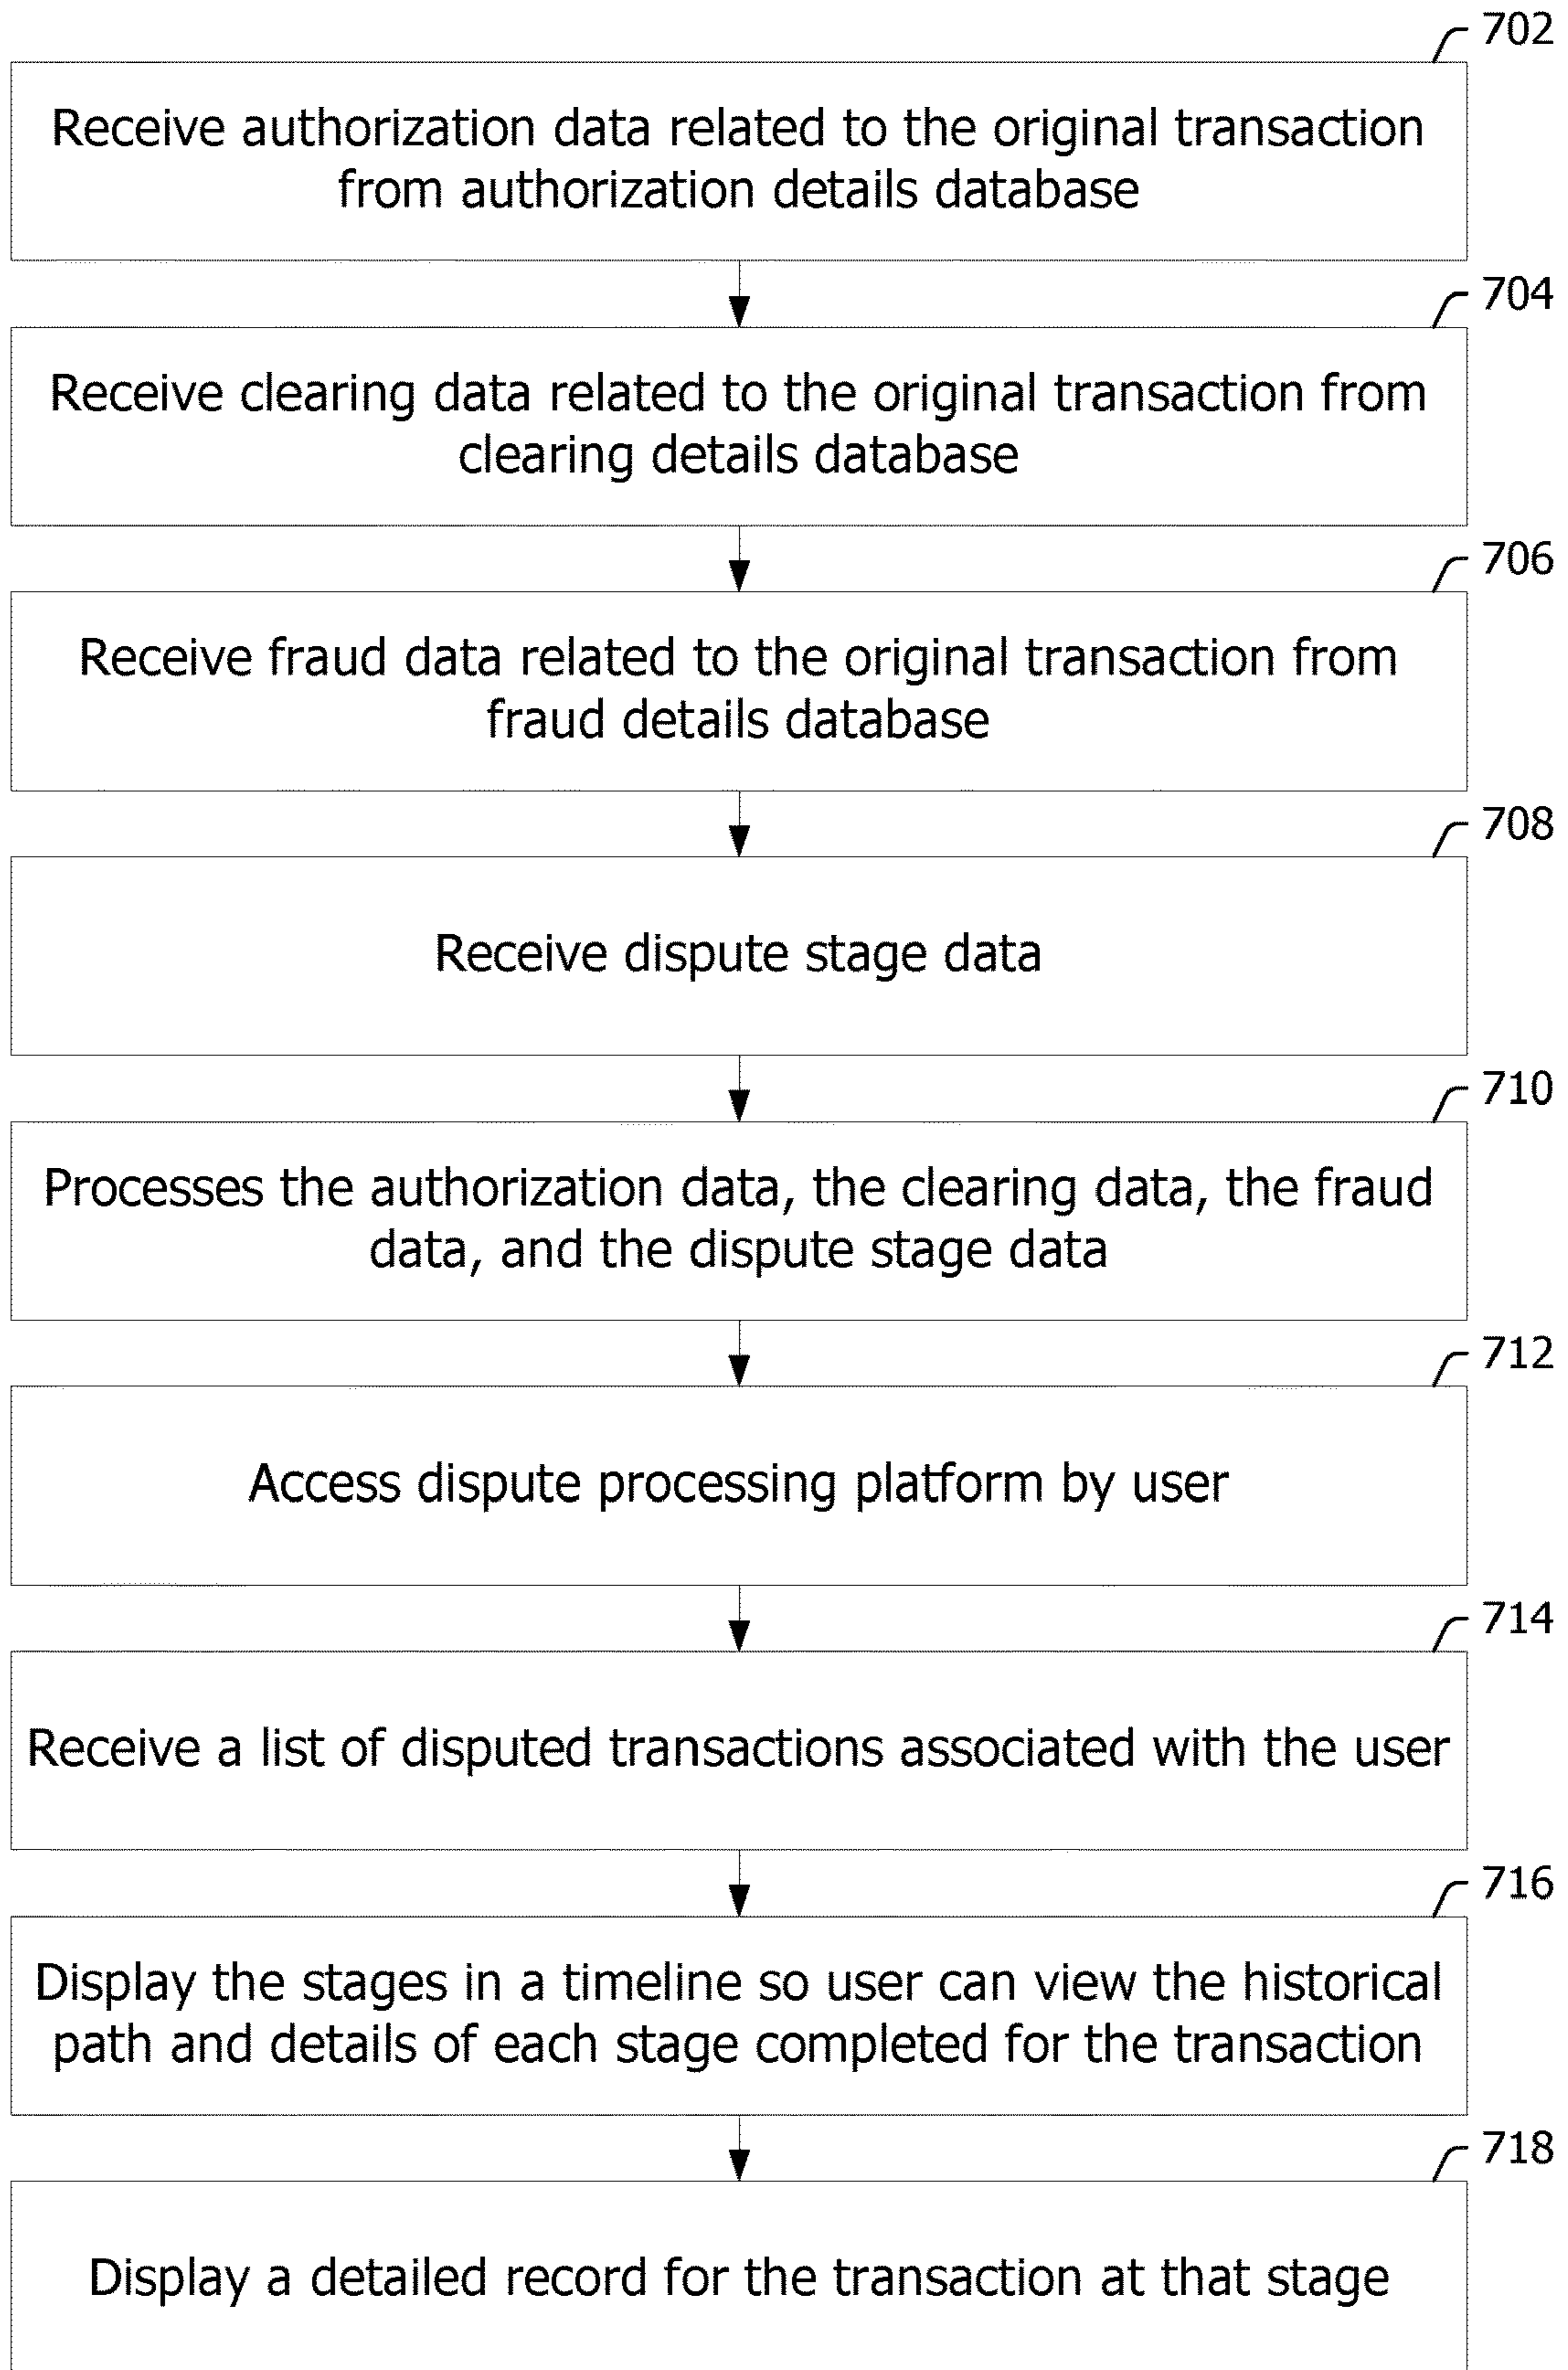 702
Receive authorization data related to the original transaction
from authorization details database
704
Receive clearing data related to the original transaction from
clearing details database
706
Receive fraud data related to the original transaction from
fraud details database
708
Receive dispute stage data
710
Processes the authorization data, the clearing data, the fraud
data, and the dispute stage data
712
Access dispute processing platform by user
714
Receive a list of disputed transactions associated with the user
716
Display the stages in a timeline so user can view the historical
path and details of each stage completed for the transaction
718
Display a detailed record for the transaction at that stage